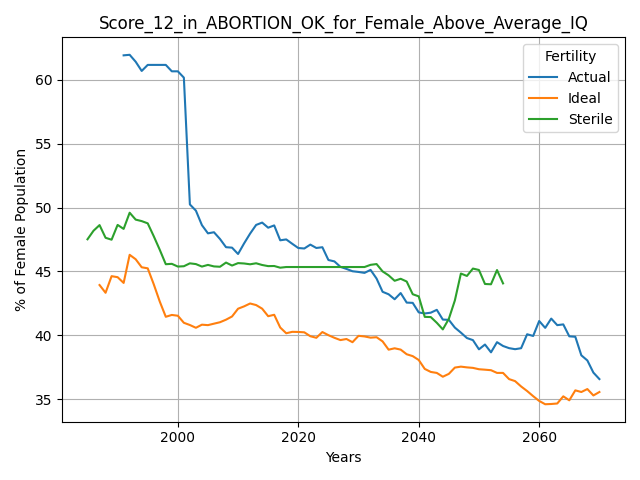 Score_12_in_ABORTION_OK_for_Female_Above_Average_IQ
% of Female Population
60
55
50
45
40
35
Fertility
Actual
Ideal
Sterile
2000
2020
2040
2060
Years